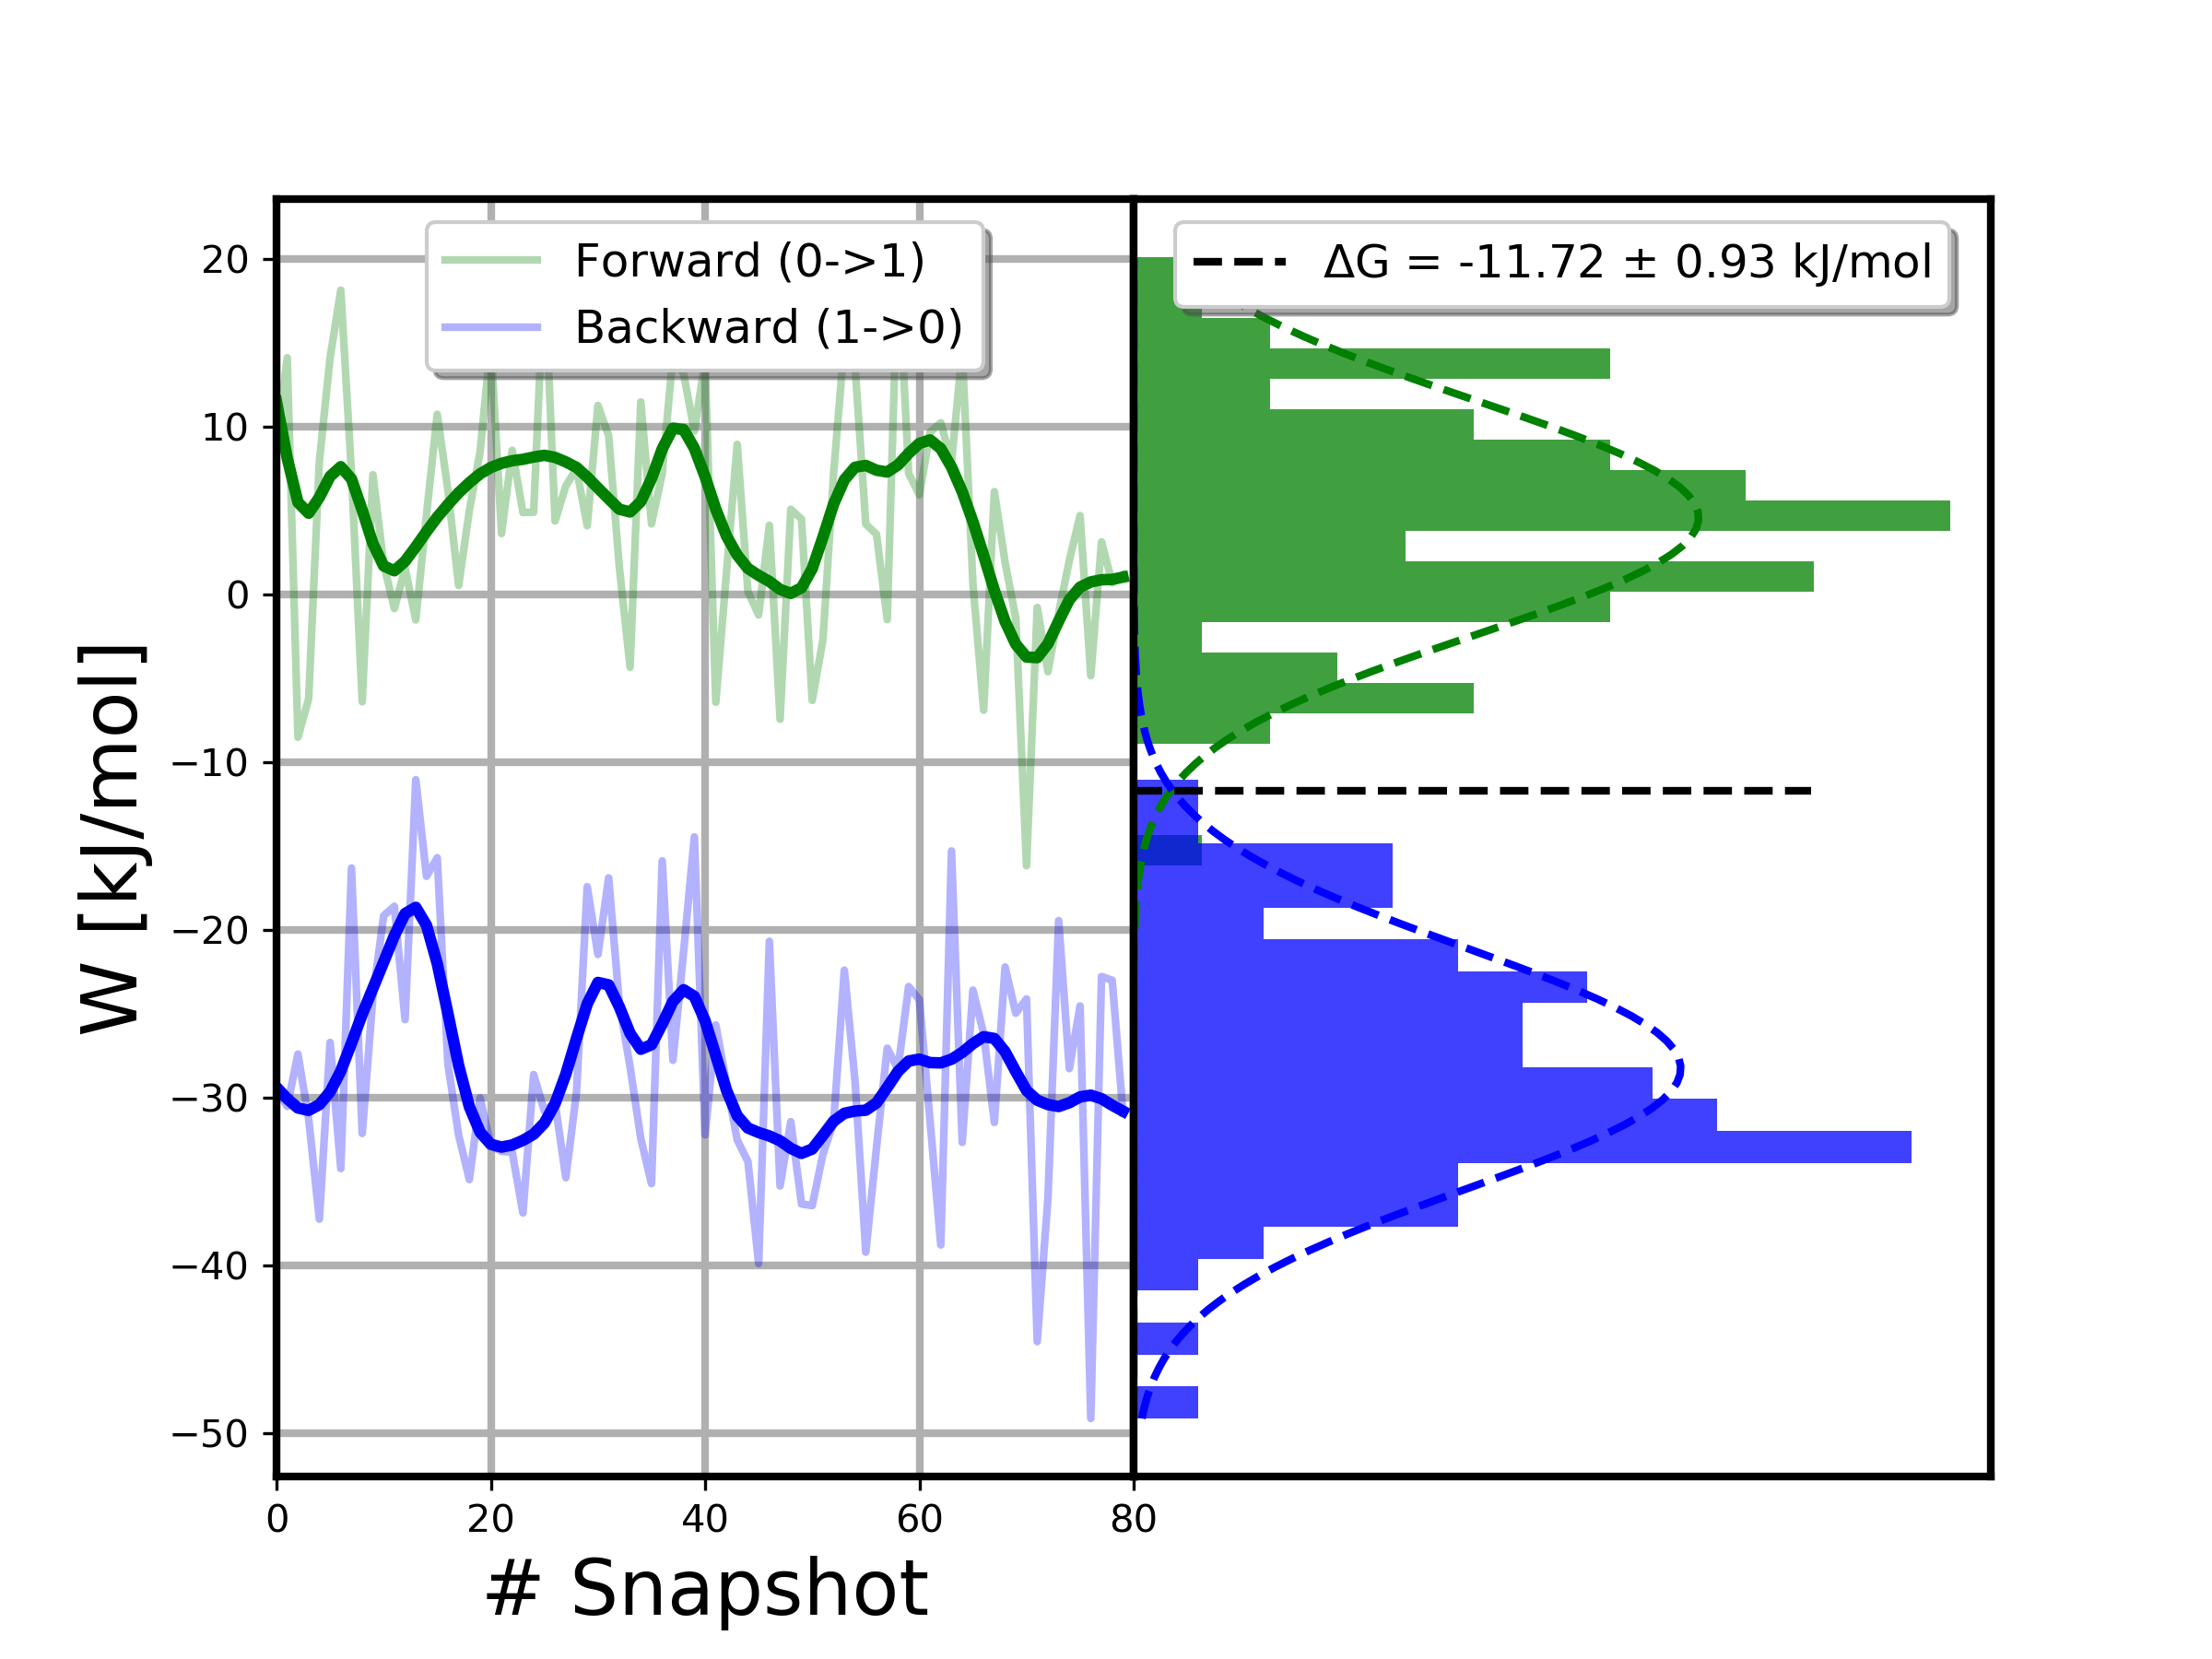 Forward (0->1)
Backward (1->0)
ΔG = -11.72 ± 0.93 kJ/mol
W [kJ/mol]
20
10
0
−10
−20
−30
−40
−50
0 20 40 60 80
# Snapshot